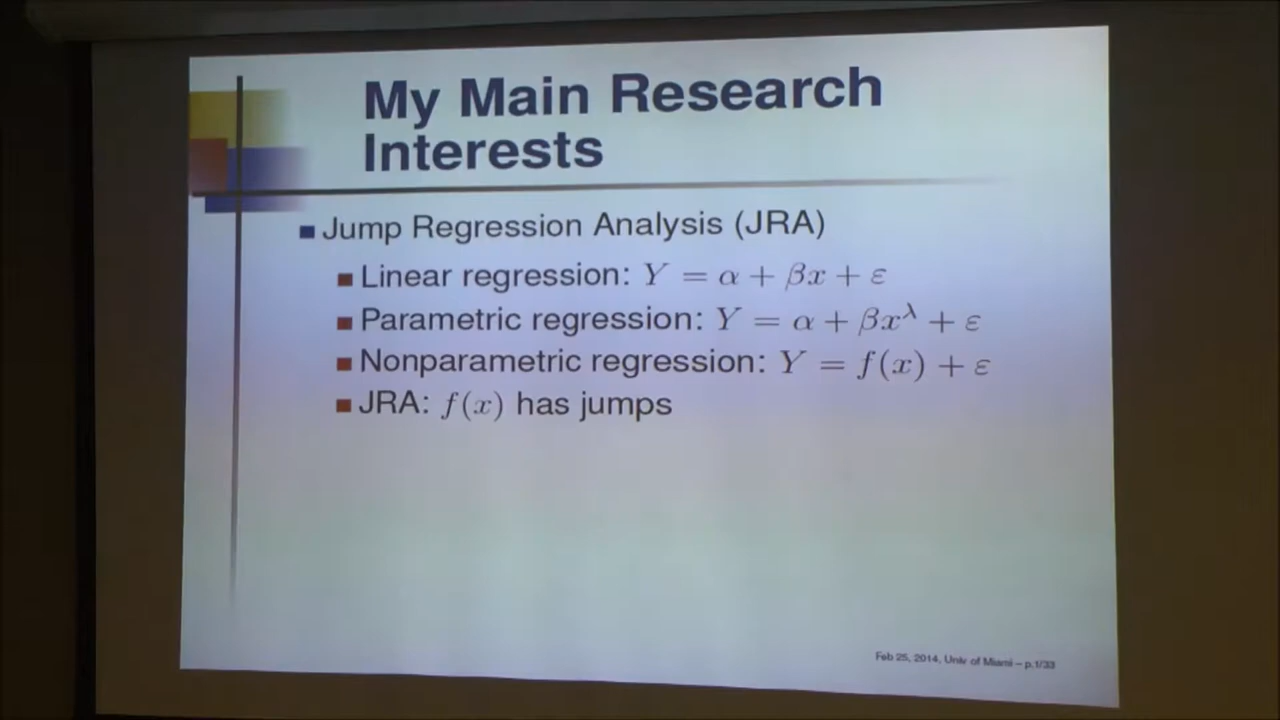 My Main Research
Interests
Jump Regression Analysis (JRA)
Linear regression: Y = α + βx + ε
Parametric regression: Y = α + βx^λ + ε
Nonparametric regression: Y = f(x) + ε
JRA: f(x) has jumps
Feb 25, 2014, Univ of Miami – p.1/33